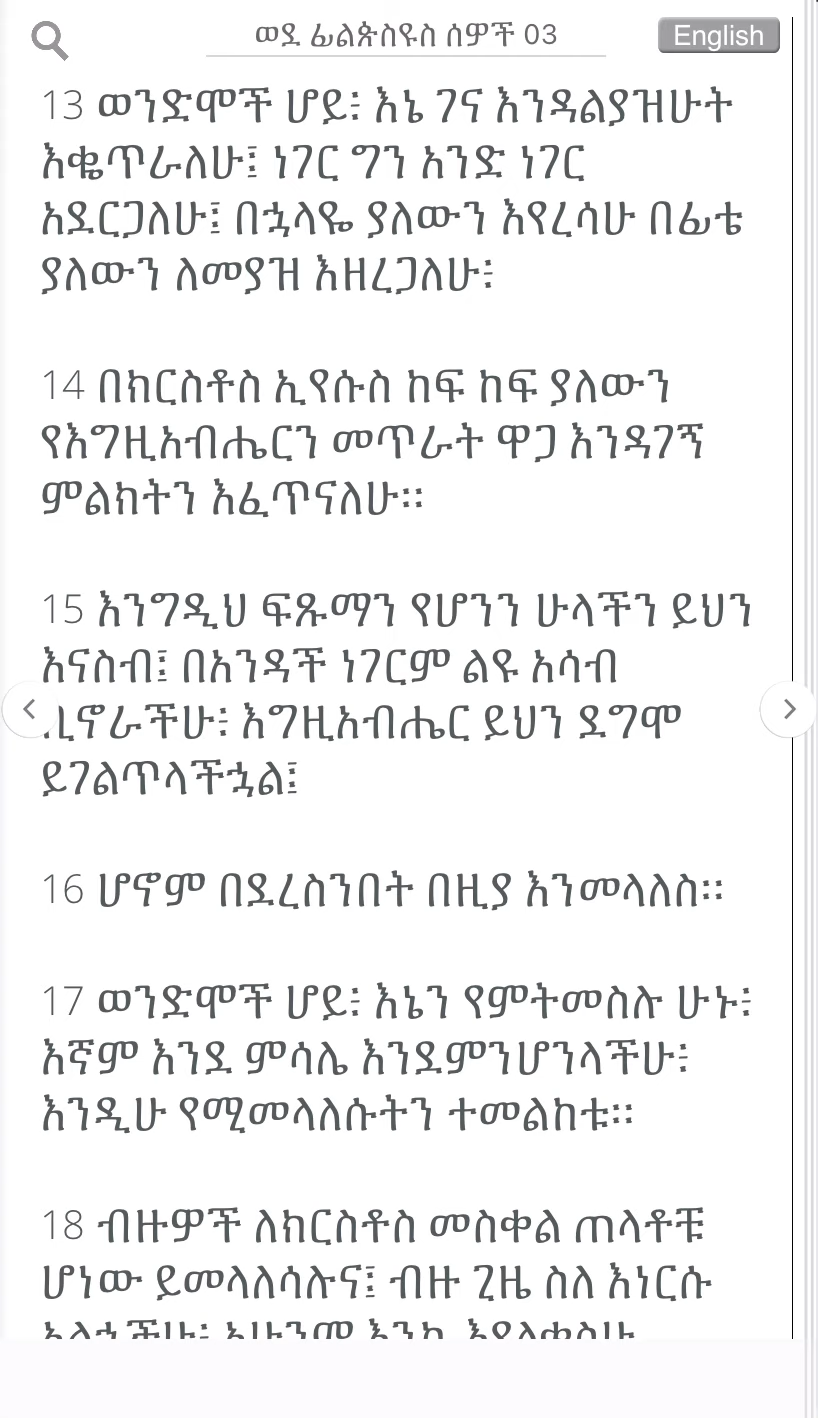 ወደ ፊልጵስዩስ ሰዎች 03
English
13 ወንድሞች ሆይ፥ እኔ ገና እንዳልያዝሁት
እቈጥራለሁ፤ ነገር ግን አንድ ነገር
አደርጋለሁ፤ በኋላዬ ያለውን እየረሳሁ በፊቴ
ያለውን ለመያዝ እዘረጋለሁ፥
14 በክርስቶስ ኢየሱስ ከፍ ከፍ ያለውን
የእግዚአብሔርን መጥራት ዋጋ እንዳገኝ
ምልክትን እፈጥናለሁ።
15 እንግዲህ ፍጹማን የሆንን ሁላችን ይህን
እናስብ፤ በአንዳች ነገርም ልዩ አሳብ
ቢኖራችሁ፥ እግዚአብሔር ይህን ደግሞ
ይገልጥላችኋል፤
16 ሆኖም በደረስንበት በዚያ እንመላለስ።
17 ወንድሞች ሆይ፥ እኔን የምትመስሉ ሁኑ፥
እኛም እንደ ምሳሌ እንደምንሆንላችሁ፥
እንዲሁ የሚመላለሱትን ተመልከቱ።
18 ብዙዎች ለክርስቶስ መስቀል ጠላቶቹ
ሆነው ይመላለሳሉና፤ ብዙ ጊዜ ስለ እነርሱ